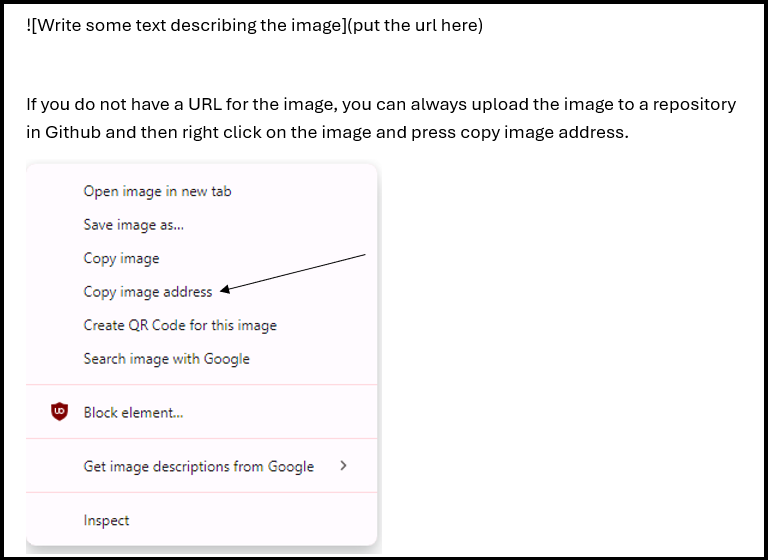 ![Write some text describing the image](put the url here)
If you do not have a URL for the image, you can always upload the image to a repository
in Github and then right click on the image and press copy image address.
Open image in new tab
Save image as...
Copy image
Copy image address
Create QR Code for this image
Search image with Google
Block element...
Get image descriptions from Google
Inspect